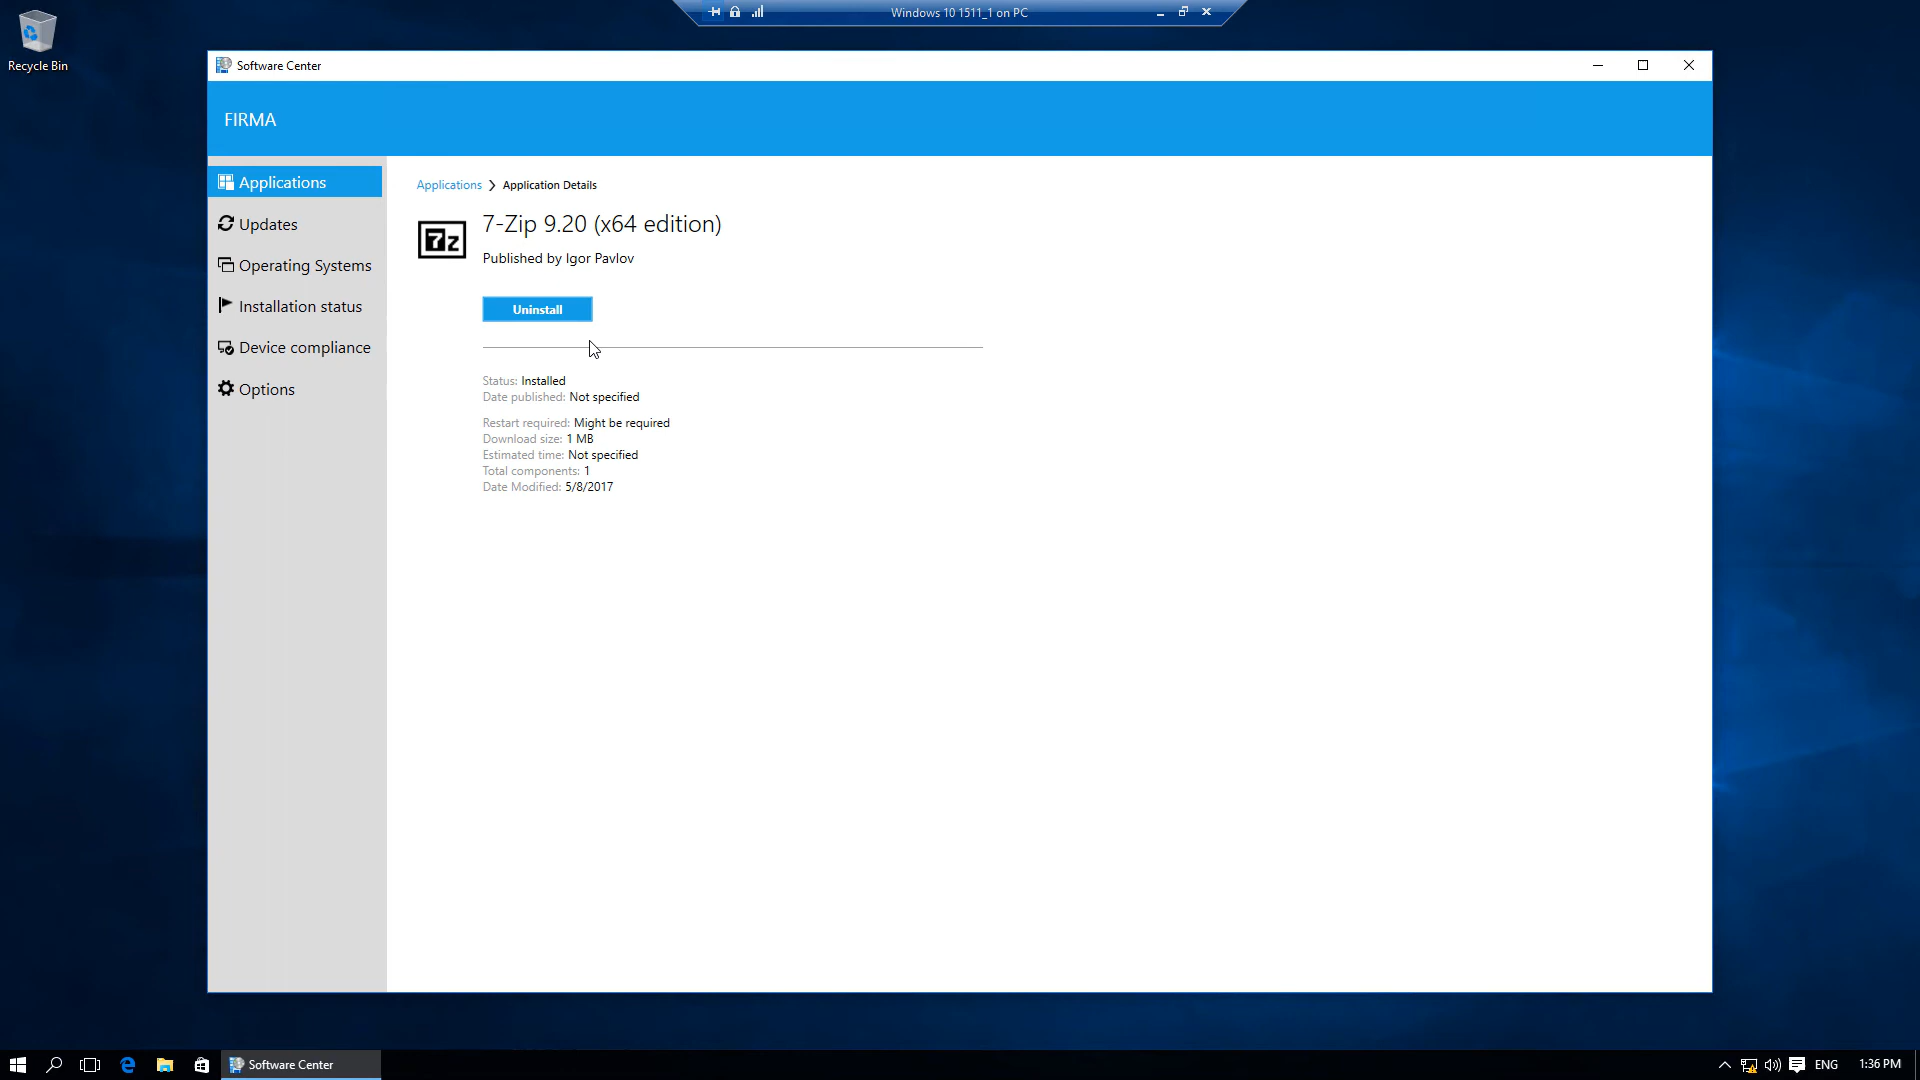 Windows 10 1511_1 on PC
Recycle Bin
Software Center
FIRMA
Applications
Updates
Operating Systems
Installation status
Device compliance
Options
Applications > Application Details
7z
7-Zip 9.20 (x64 edition)
Published by Igor Pavlov
Uninstall
Status: Installed
Date published: Not specified
Restart required: Might be required
Download size: 1 MB
Estimated time: Not specified
Total components: 1
Date Modified: 5/8/2017
Software Center
ENG
1:36 PM